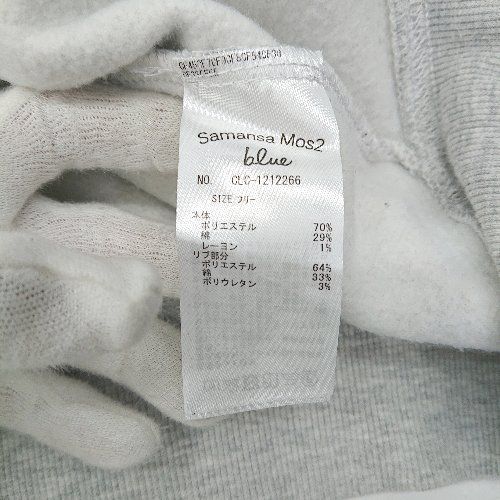 Samansa Mos2
blue
NO. CLC-1212266
SIZE フリー
本体
ポリエステル 70%
綿 29%
レーヨン 1%
リブ部分
ポリエステル 64%
綿 33%
ポリウレタン 3%